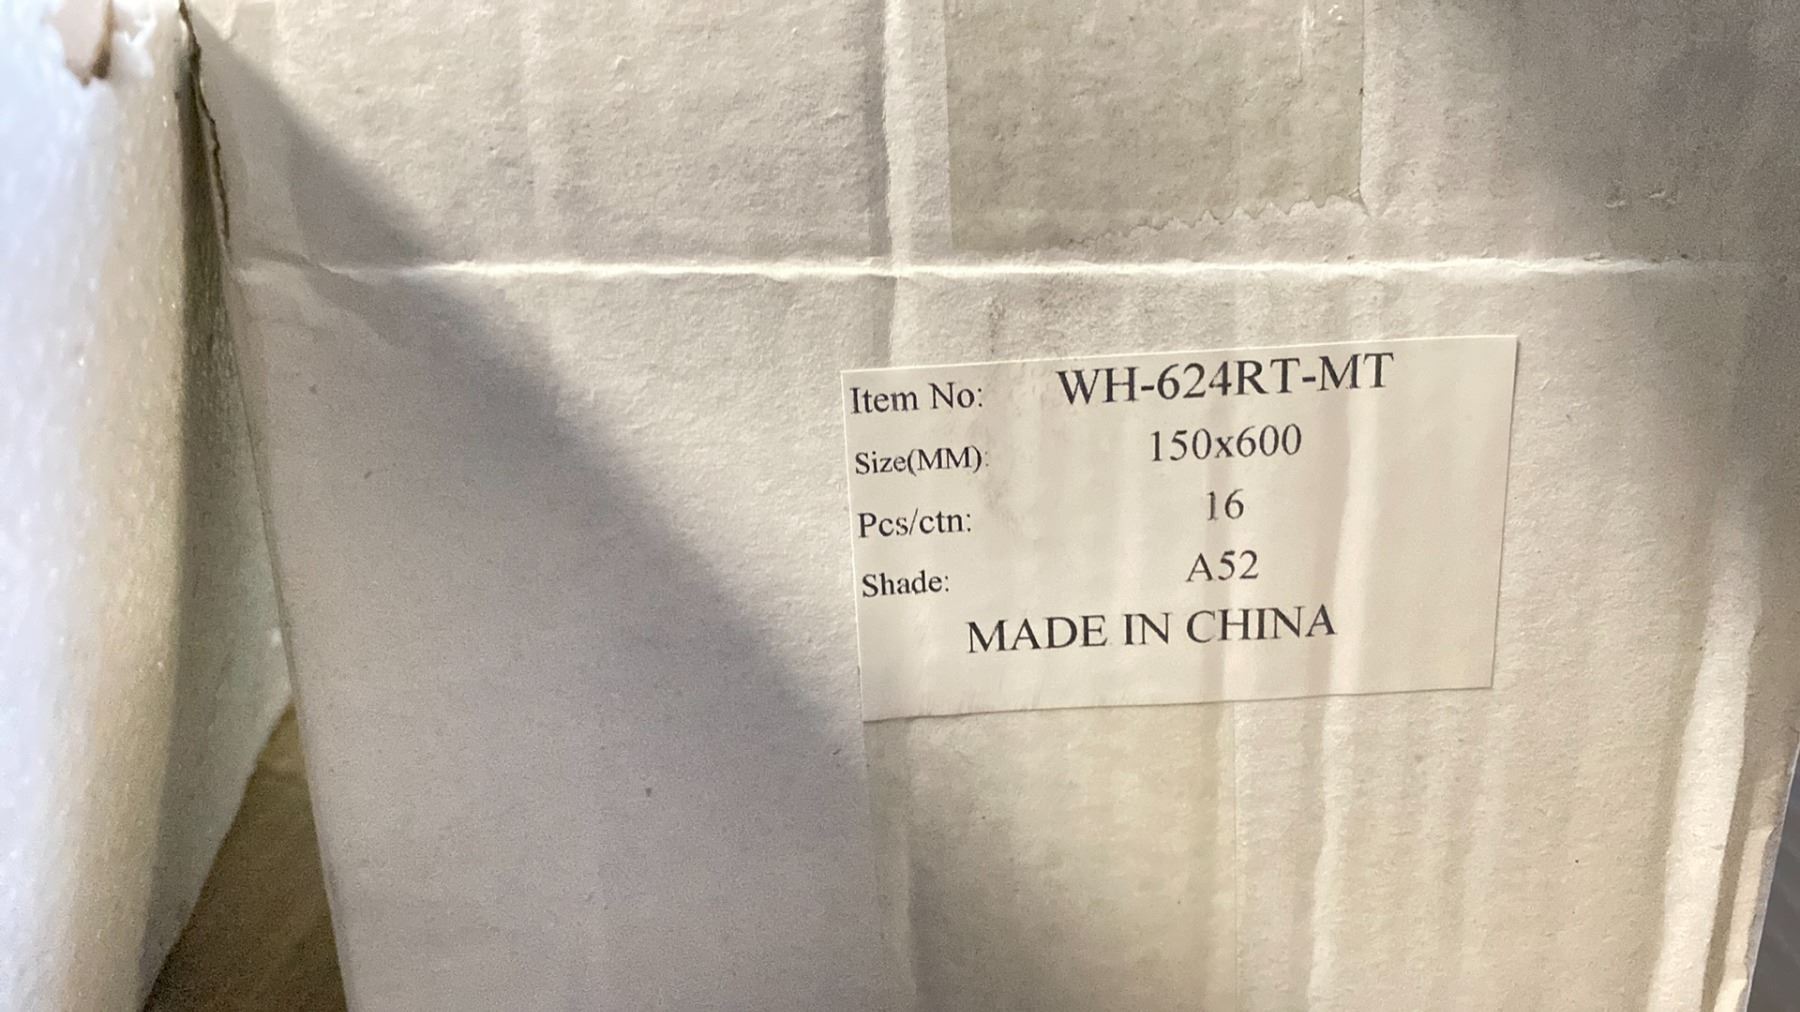 Item No: WH-624RT-MT
Size(MM): 150x600
Pcs/ctn: 16
Shade: A52
MADE IN CHINA